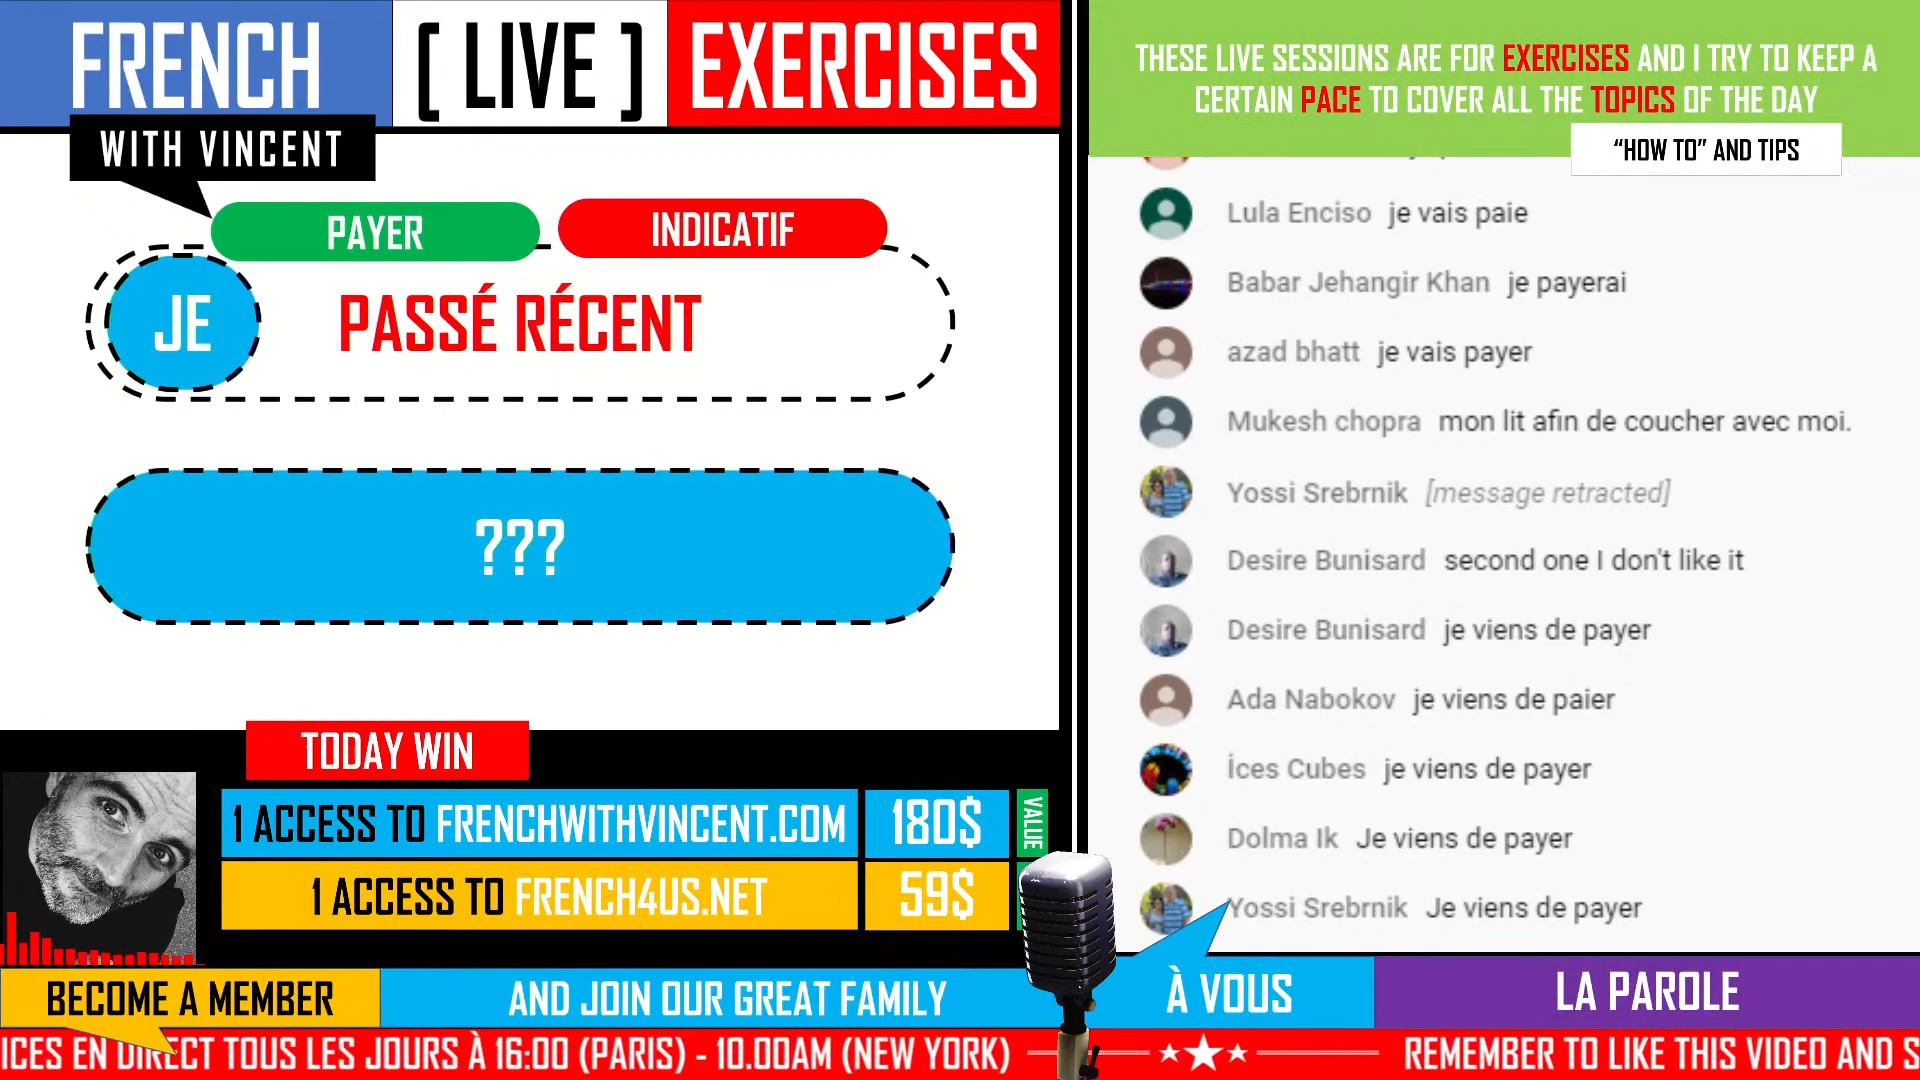 FRENCH
[ LIVE ]
EXERCISES
WITH VINCENT
PAYER
INDICATIF
JE
PASSÉ RÉCENT
???
TODAY WIN
1 ACCESS TO FRENCHWITHVINCENT.COM
180$
VALUE
1 ACCESS TO FRENCH4US.NET
59$
BECOME A MEMBER
AND JOIN OUR GREAT FAMILY
THESE LIVE SESSIONS ARE FOR EXERCISES AND I TRY TO KEEP A
CERTAIN PACE TO COVER ALL THE TOPICS OF THE DAY
“HOW TO” AND TIPS
Lula Enciso je vais paie
Babar Jehangir Khan je payerai
azad bhatt je vais payer
Mukesh chopra mon lit afin de coucher avec moi.
Yossi Srebrnik [message retracted]
Desire Bunisard second one I don't like it
Desire Bunisard je viens de payer
Ada Nabokov je viens de paier
İces Cubes je viens de payer
Dolma Ik Je viens de payer
Yossi Srebrnik Je viens de payer
À VOUS
LA PAROLE
ICES EN DIRECT TOUS LES JOURS À 16:00 (PARIS) - 10.00AM (NEW YORK)
REMEMBER TO LIKE THIS VIDEO AND S